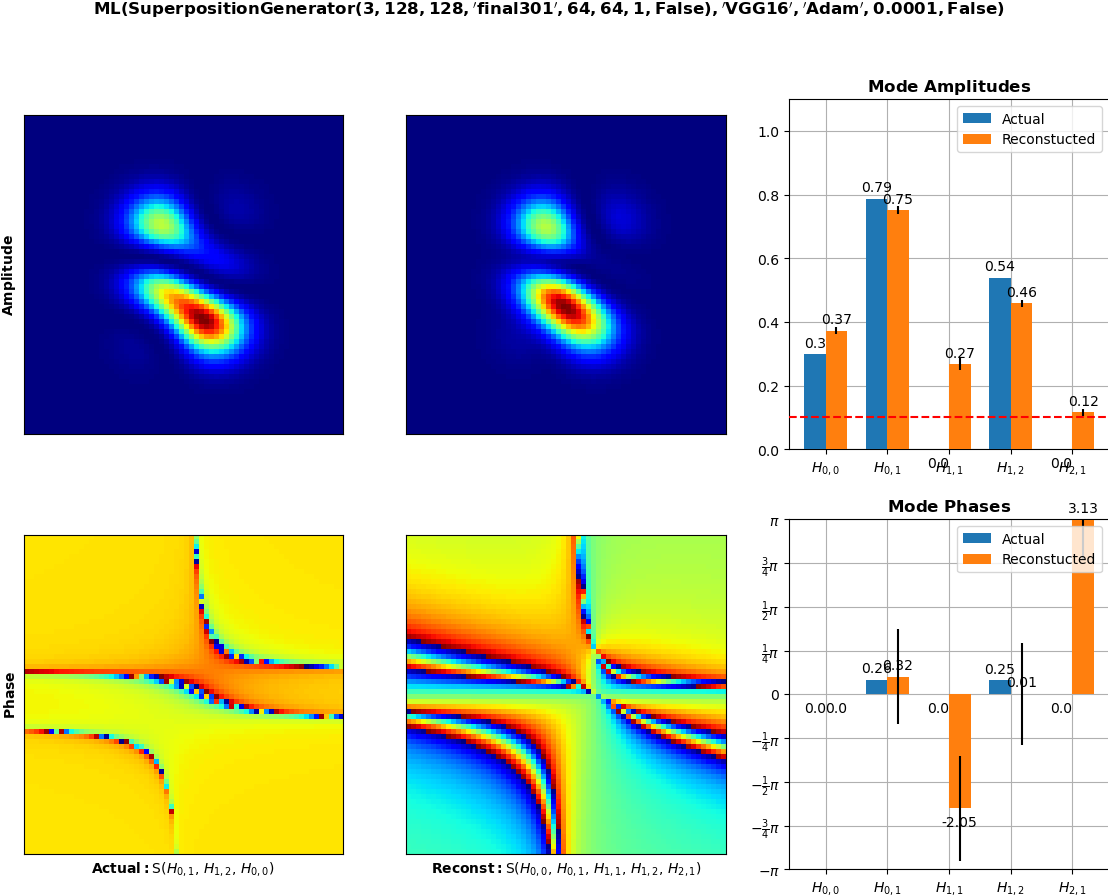 ML(SuperpositionGenerator(3, 128, 128, 'final301', 64, 64, 1, False), 'VGG16', 'Adam', 0.0001, False)
Amplitude
Mode Amplitudes
Actual
Reconstucted
1.0
0.8
0.6
0.4
0.2
0.0
0.3
0.37
0.79
0.75
0.0
0.27
0.54
0.46
0.0
0.12
H0,0
H0,1
H1,1
H1,2
H2,1
Phase
Mode Phases
Actual
Reconstucted
π
3/4π
1/2π
1/4π
0
−1/4π
−1/2π
−3/4π
−π
0.0
0.0
0.26
0.32
0.0
-2.05
0.25
0.01
0.0
3.13
H0,0
H0,1
H1,1
H1,2
H2,1
Actual: S(H0,1, H1,2, H0,0)
Reconst: S(H0,0, H0,1, H1,1, H1,2, H2,1)